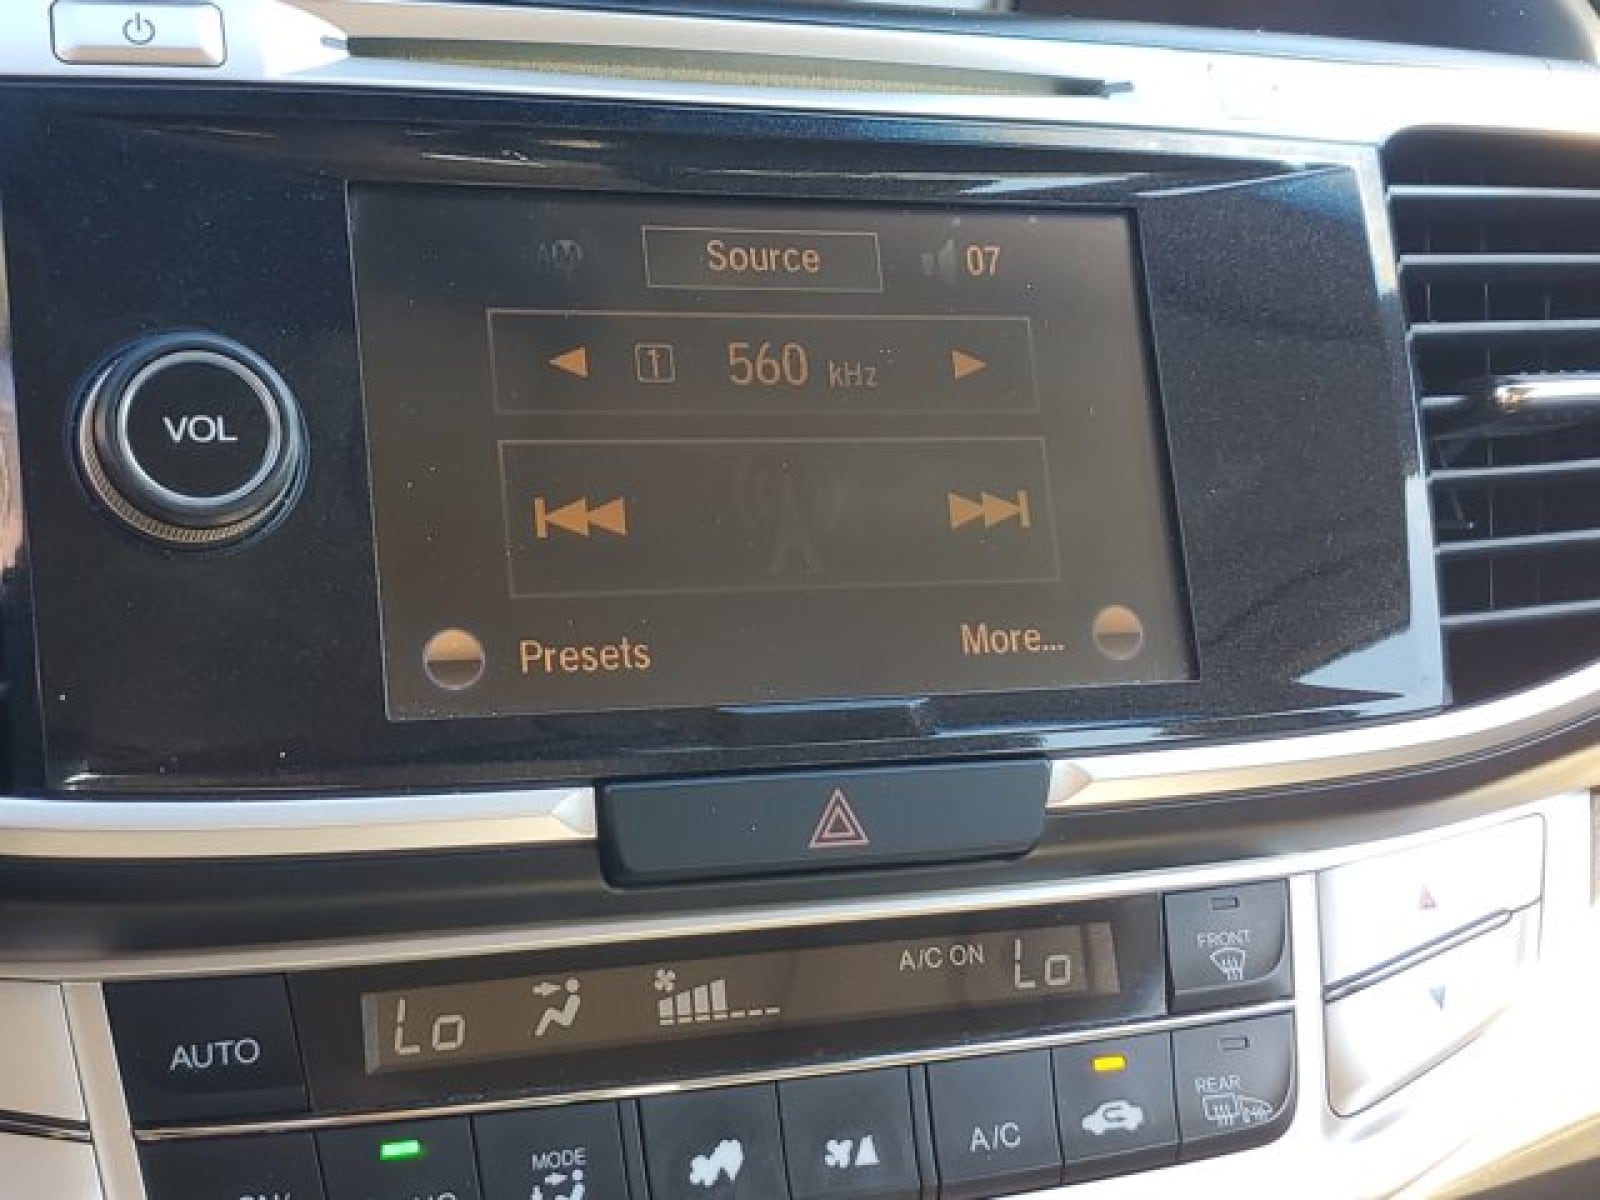 AM Source 07
VOL
1 560 kHz
Presets More...
Lo A/C ON Lo
FRONT
AUTO
REAR
MODE
A/C